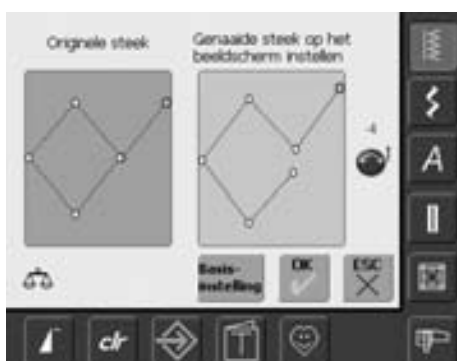 Originele steek
Genaaide steek op het
beeldscherm instellen
-4
A
Basis-
instelling
OK
ESC
clr